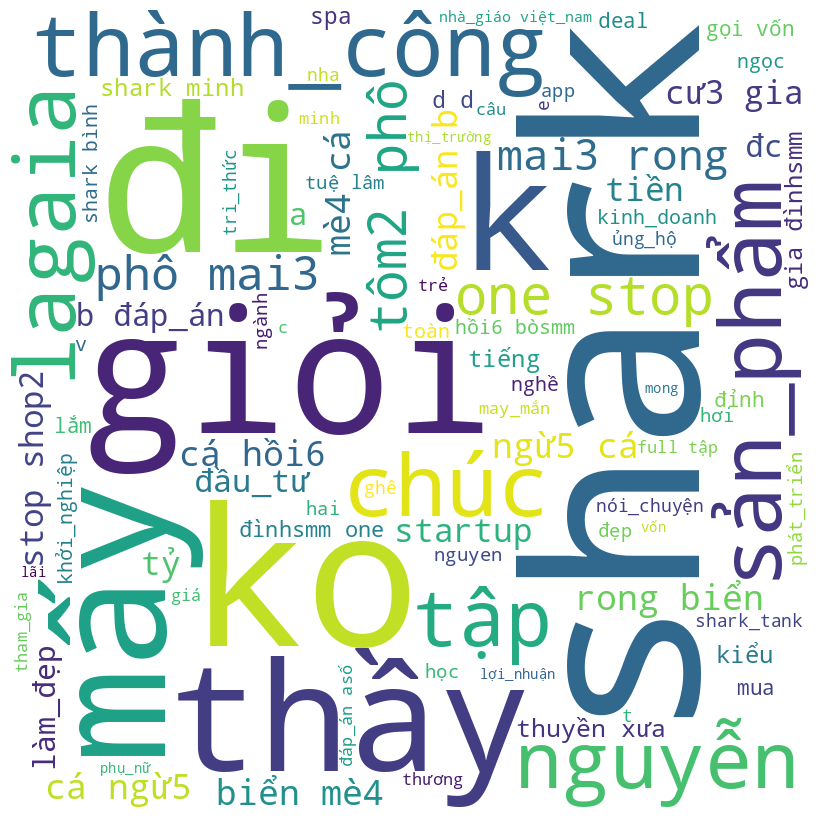 spa
nhà_giáo việt_nam
deal
thành_công
gọi vốn
ngọc
shark minh
nha
đi
minh
lagaia
shark bình
tri_thức
mè4 cá
tôm2 phô
d d
câu
e
app
cư3 gia
thị_trường
đáp_án b
k
mai3 rong
đc
tuệ lâm
tiền
a
kinh_doanh
ủng_hộ
shark
sản_phẩm
gia đìnhsmm
phô mai3
one stop
trẻ
b đáp_án
ngành
c
toàn
hồi6 bòsmm
v
giỏi
tiếng
nghề
mong
đỉnh
stop shop2
lắm
may_mắn
hơi
cá hồi6
ngừ5 cá
full tập
đầu_tư
chúc
khởi_nghiệp
ghê
mấy
hai
nói_chuyện
ko
đìnhsmm one
startup
đẹp
vốn
phát_triển
tỷ
nguyen
lãi
giá
tập
rong biển
tham_gia
shark_tank
làm_đẹp
thầy
đáp_án asố
học
lợi_nhuận
kiểu
mua
t
thuyền xưa
nguyễn
phụ_nữ
cá ngừ5
biển mè4
thương